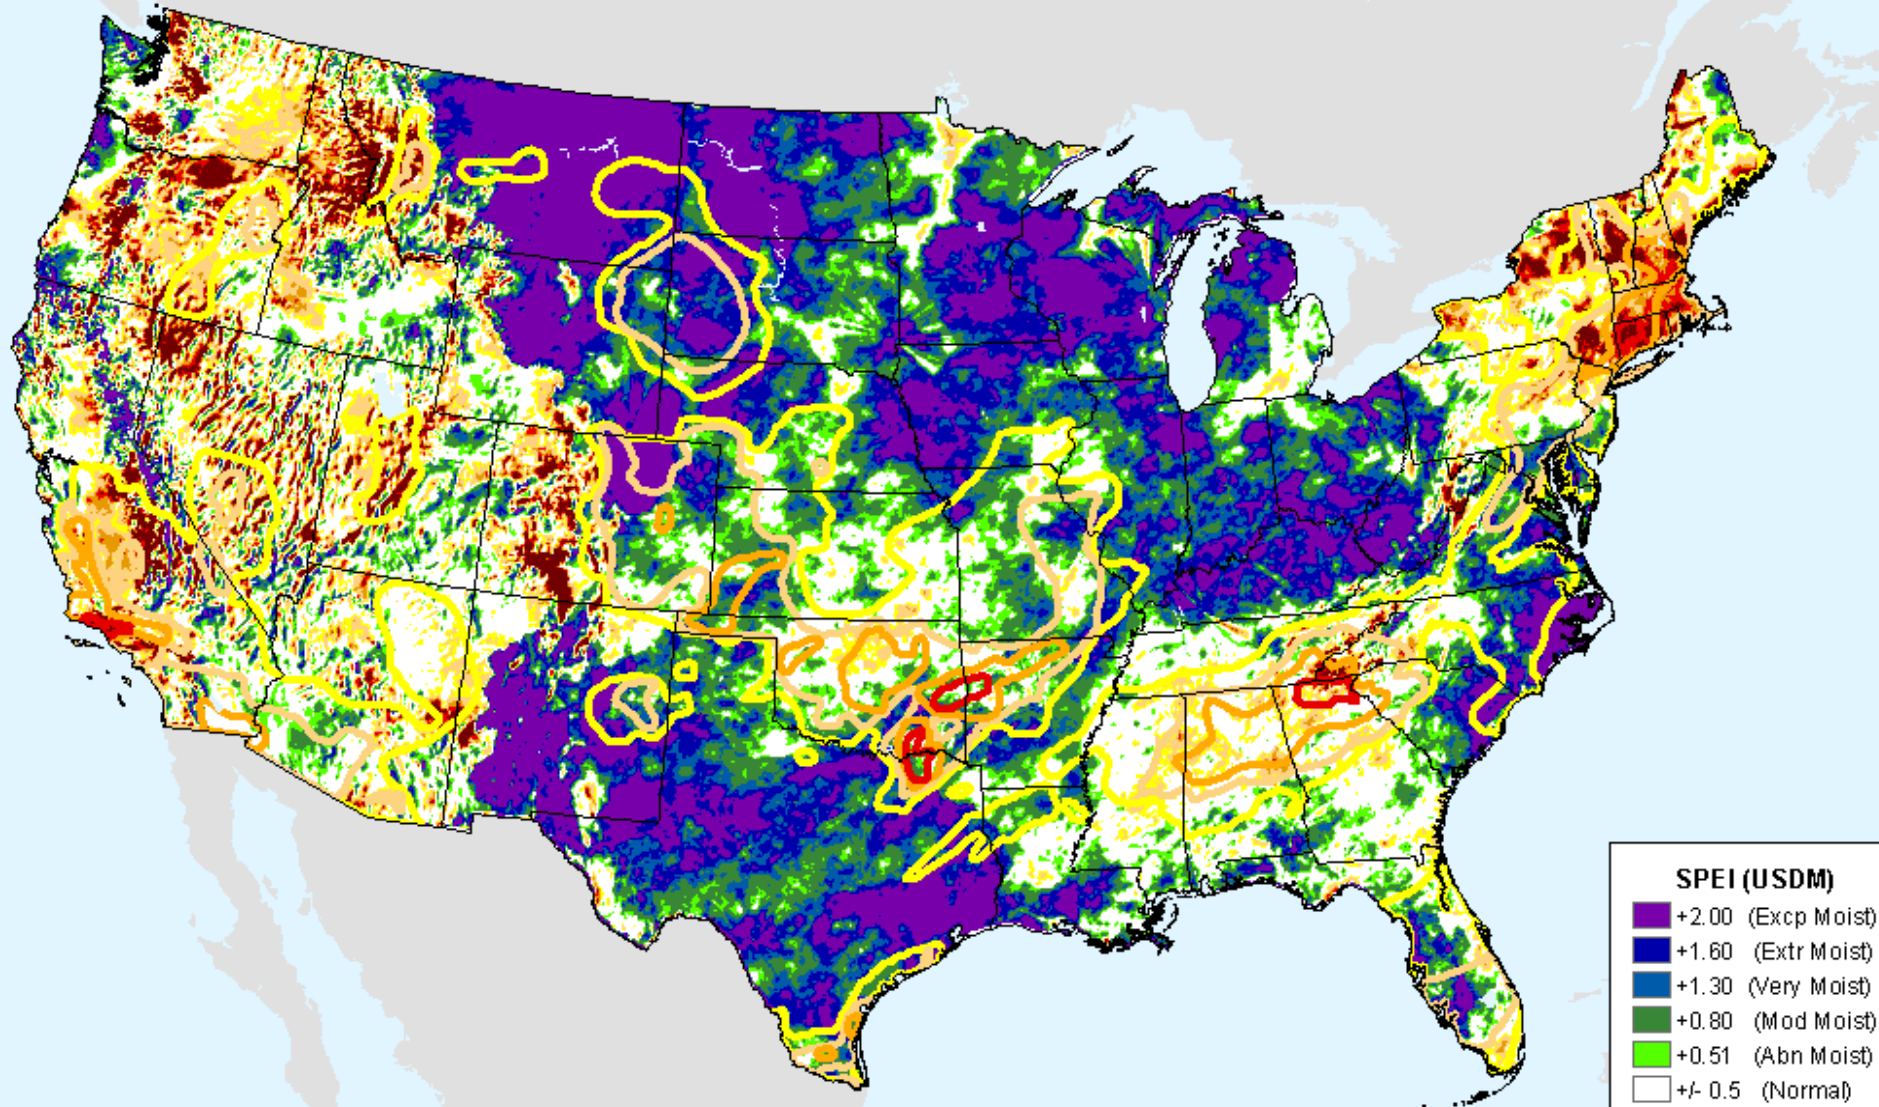 SPEI (USDM)
+2.00 (Excp Moist)
+1.60 (Extr Moist)
+1.30 (Very Moist)
+0.80 (Mod Moist)
+0.51 (Abn Moist)
+/- 0.5 (Normal)